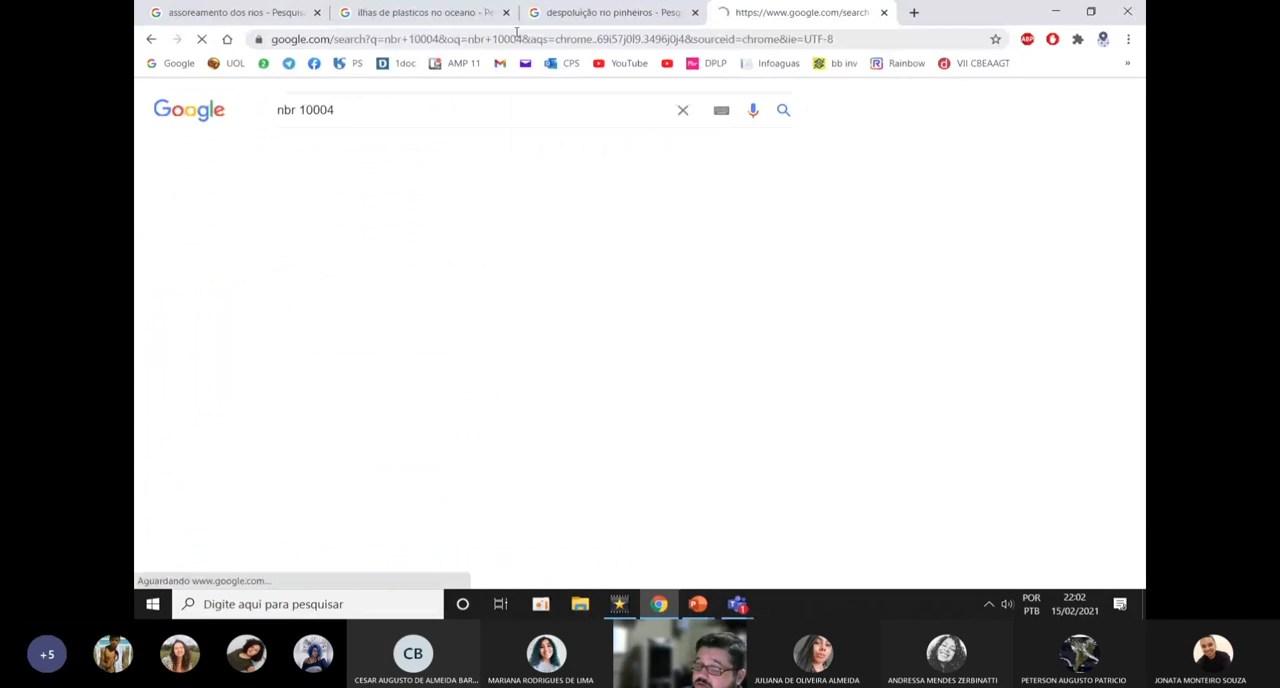 assoreamento dos rios - Pesquis
ilhas de plasticos no oceano - Pe
despoluição rio pinheiros - Pesq
https://www.google.com/search
google.com/search?q=nbr+10004&oq=nbr+10004&aqs=chrome..69i57j0l9.3496j0j4&sourceid=chrome&ie=UTF-8
ABP
Google
UOL
PS
1doc
AMP 11
CPS
YouTube
DPLP
Infoaguas
bb inv
Rainbow
VII CBEAAGT
»
Google
nbr 10004
Aguardando www.google.com...
Digite aqui para pesquisar
POR
PTB
22:02
15/02/2021
+5
CB
CESAR AUGUSTO DE ALMEIDA BAR...
MARIANA RODRIGUES DE LIMA
JULIANA DE OLIVEIRA ALMEIDA
ANDRESSA MENDES ZERBINATTI
PETERSON AUGUSTO PATRICIO
JONATA MONTEIRO SOUZA